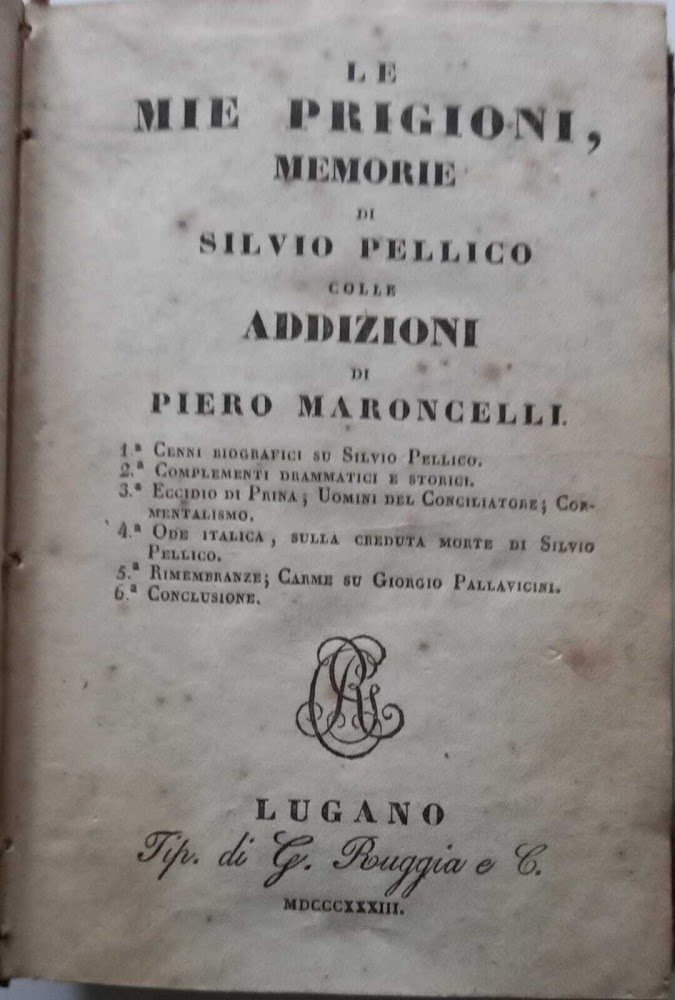 LE
MIE PRIGIONI,
MEMORIE
DI
SILVIO PELLICO
COLLE
ADDIZIONI
DI
PIERO MARONCELLI.
1.ª CENNI BIOGRAFICI SU SILVIO PELLICO.
2.ª COMPLEMENTI DRAMMATICI E STORICI.
3.ª ECCIDIO DI PRINA; UOMINI DEL CONCILIATORE; COR-
MENTALISMO.
4.ª ODE ITALICA, SULLA CREDUTA MORTE DI SILVIO
PELLICO.
5.ª RIMEMBRANZE; CARME SU GIORGIO PALLAVICINI.
6.ª CONCLUSIONE.
LUGANO
Tip. di G. Ruggia e C.
MDCCCXXXIII.